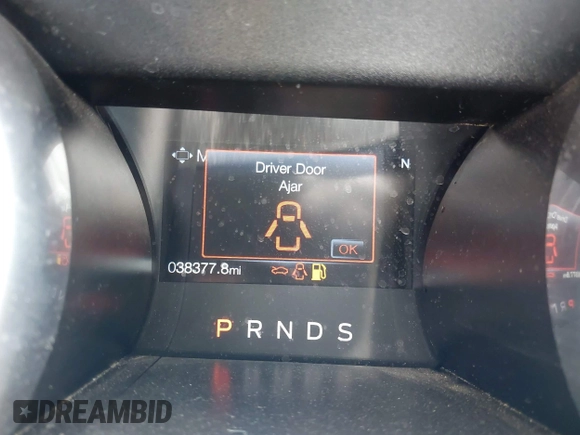 M
N
Driver Door
Ajar
OK
038377.8mi
P R N D S
DREAMBID